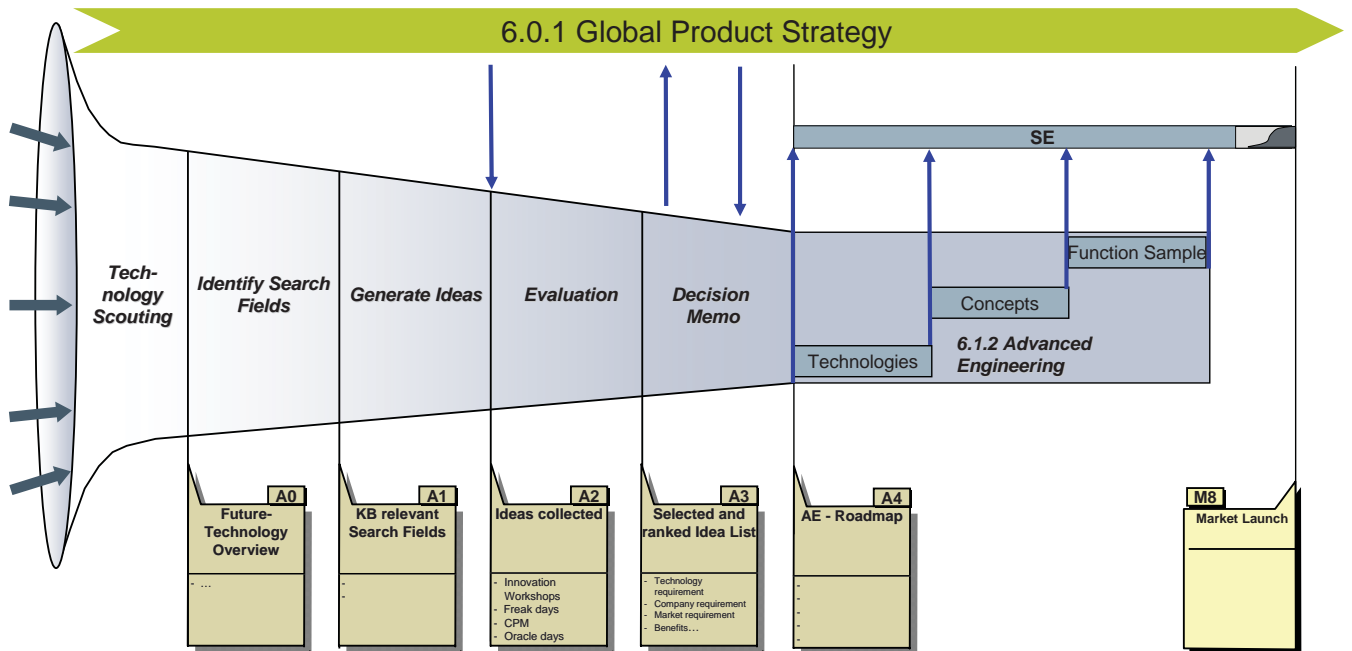 6.0.1 Global Product Strategy
SE
Tech-
nology
Scouting
Identify Search
Fields
Generate Ideas
Evaluation
Decision
Memo
Function Sample
Concepts
Technologies
6.1.2 Advanced
Engineering
A0
Future-
Technology
Overview
- ...
A1
KB relevant
Search Fields
-
-
A2
Ideas collected
- Innovation
Workshops
- Freak days
- CPM
- Oracle days
A3
Selected and
ranked Idea List
- Technology
requirement
- Company requirement
- Market requirement
- Benefits...
A4
AE - Roadmap
-
-
-
-
-
M8
Market Launch